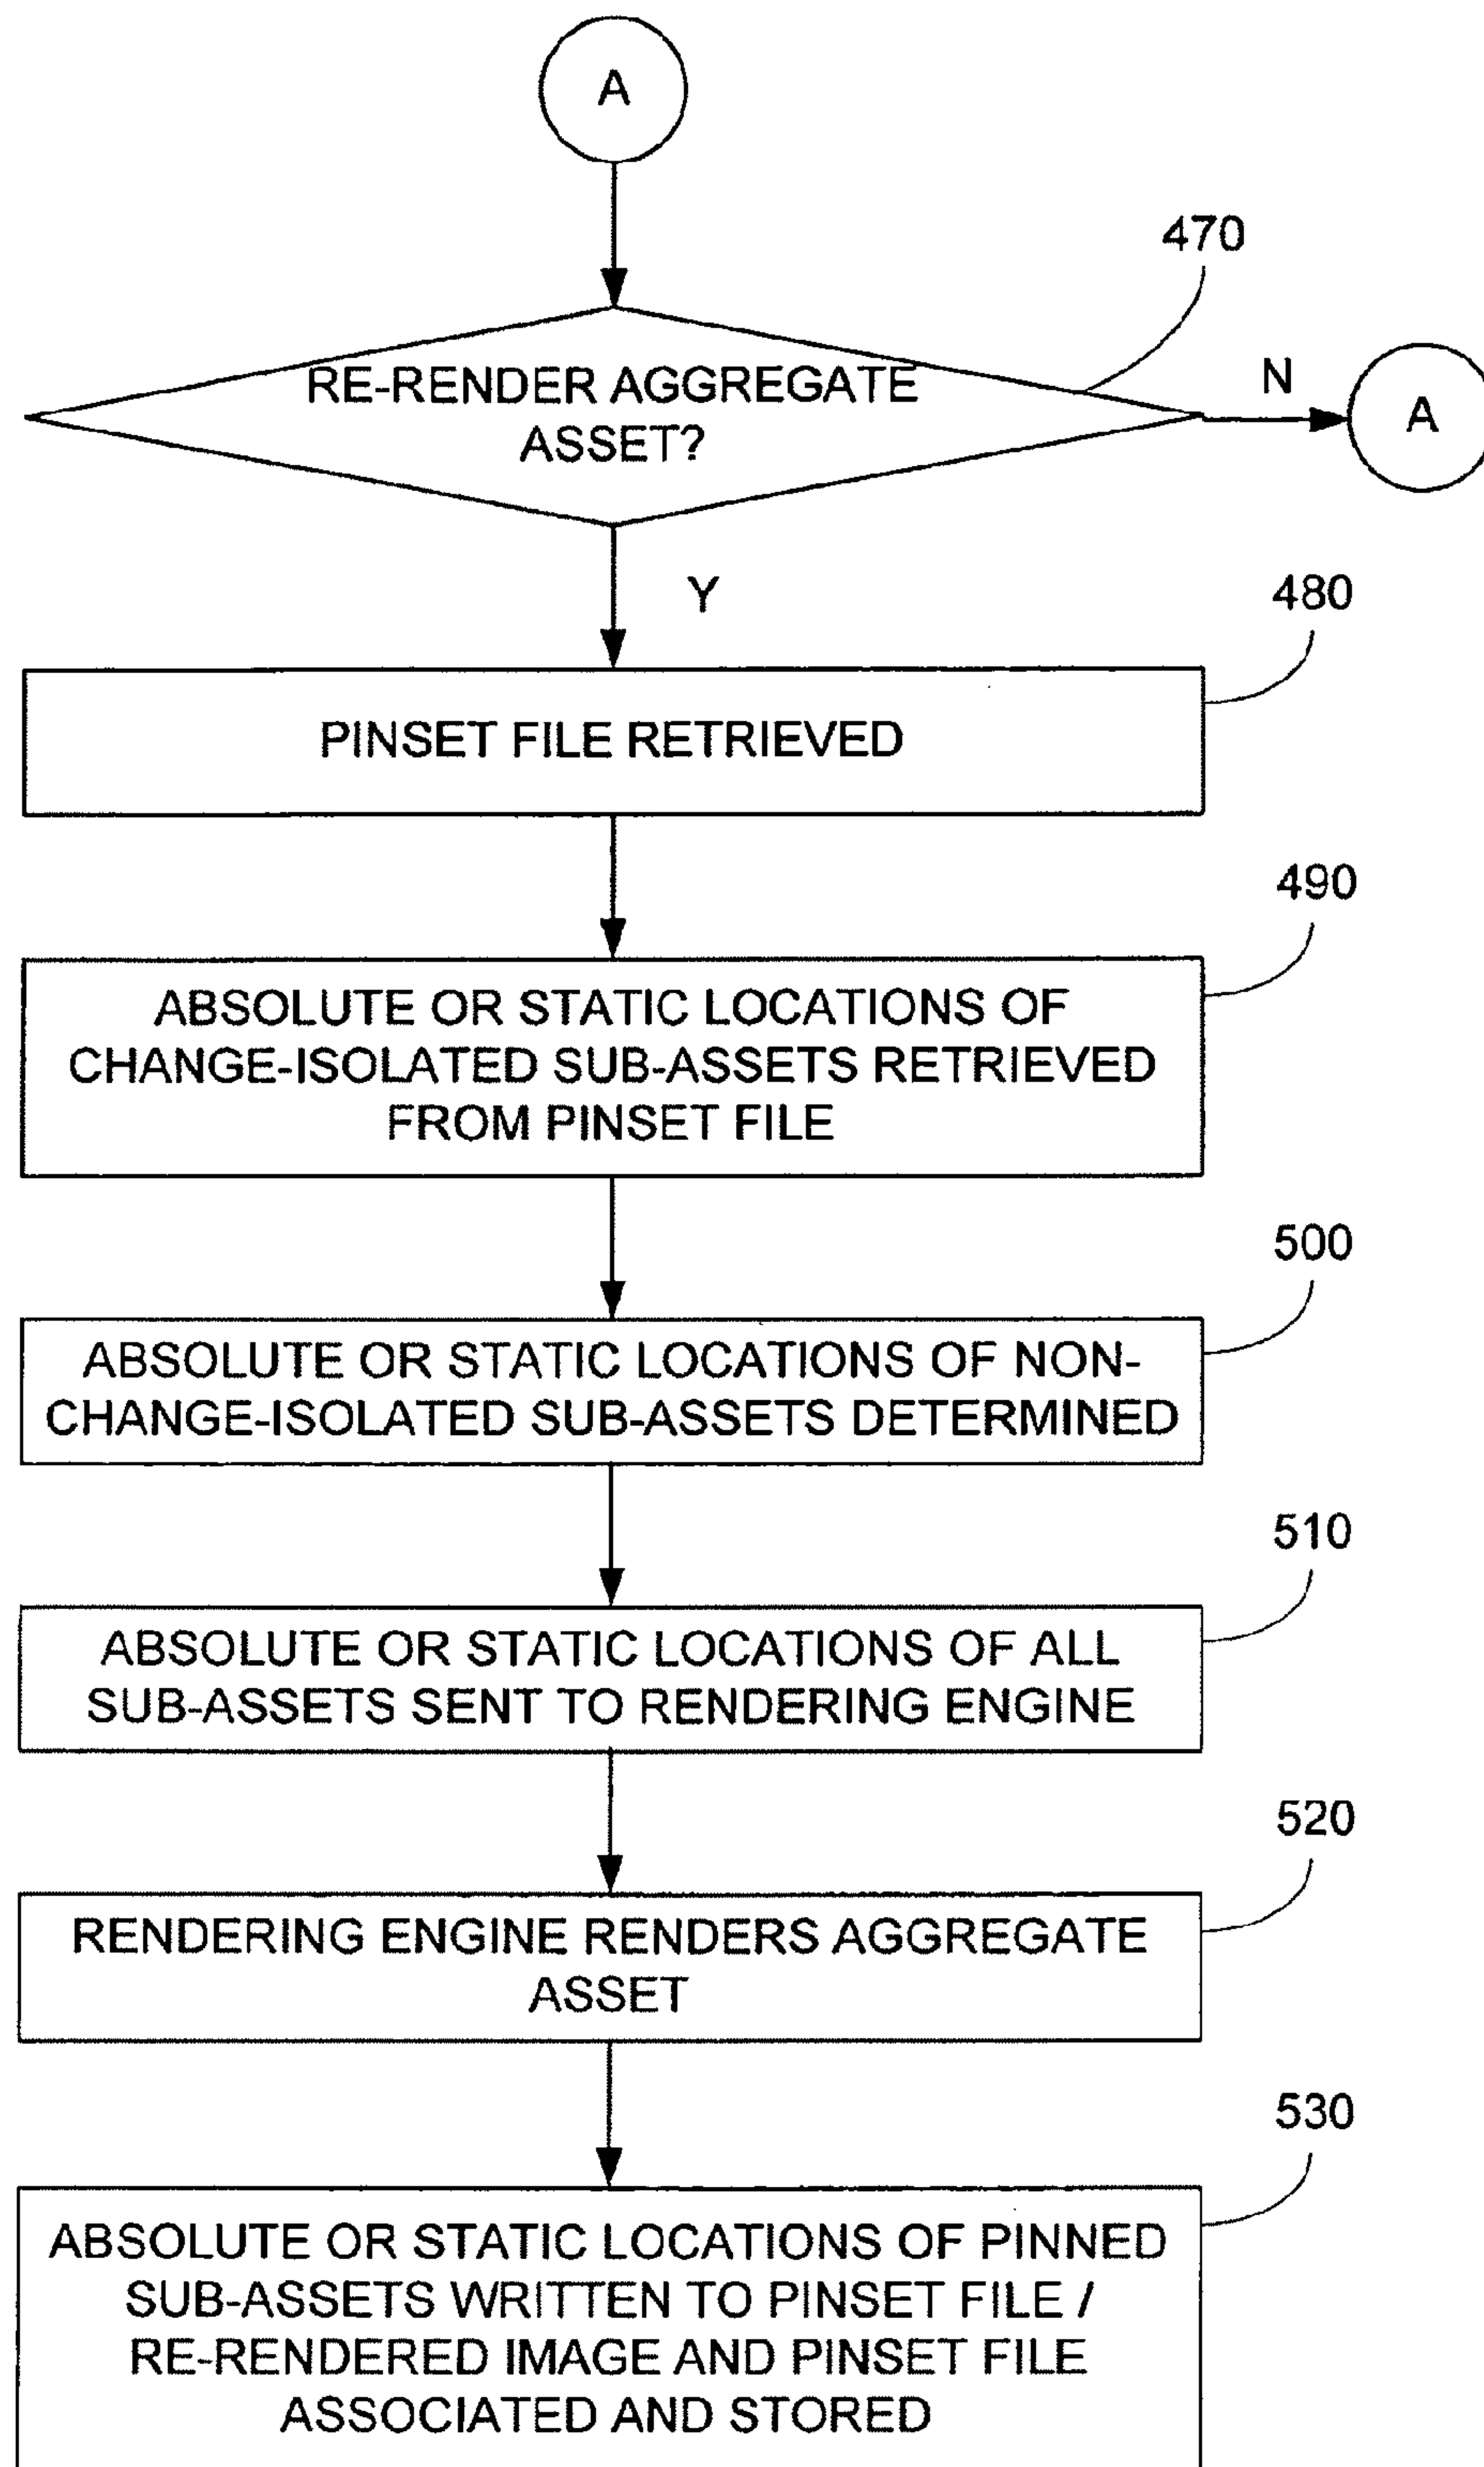 A
470
RE-RENDER AGGREGATE
ASSET?
N
A
Y
480
PINSET FILE RETRIEVED
490
ABSOLUTE OR STATIC LOCATIONS OF
CHANGE-ISOLATED SUB-ASSETS RETRIEVED
FROM PINSET FILE
500
ABSOLUTE OR STATIC LOCATIONS OF NON-
CHANGE-ISOLATED SUB-ASSETS DETERMINED
510
ABSOLUTE OR STATIC LOCATIONS OF ALL
SUB-ASSETS SENT TO RENDERING ENGINE
520
RENDERING ENGINE RENDERS AGGREGATE
ASSET
530
ABSOLUTE OR STATIC LOCATIONS OF PINNED
SUB-ASSETS WRITTEN TO PINSET FILE /
RE-RENDERED IMAGE AND PINSET FILE
ASSOCIATED AND STORED